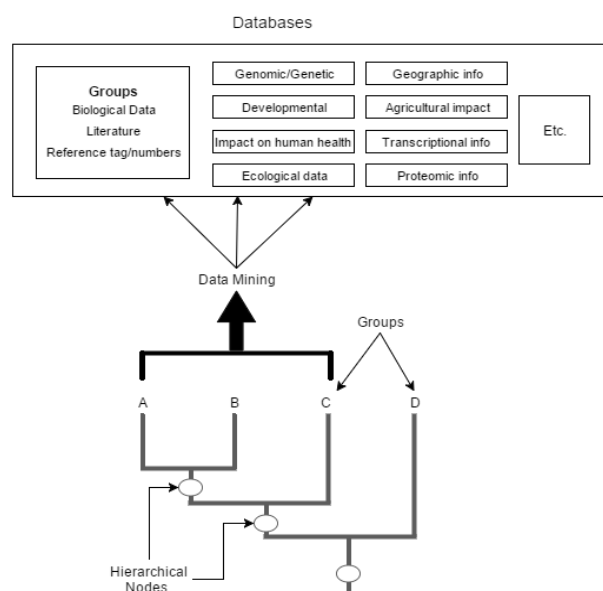 Databases
Groups
Biological Data
Literature
Reference tag/numbers
Genomic/Genetic
Geographic info
Developmental
Agricultural impact
Impact on human health
Transcriptional info
Ecological data
Proteomic info
Etc.
Data Mining
Groups
A
B
C
D
Hierarchical
Nodes